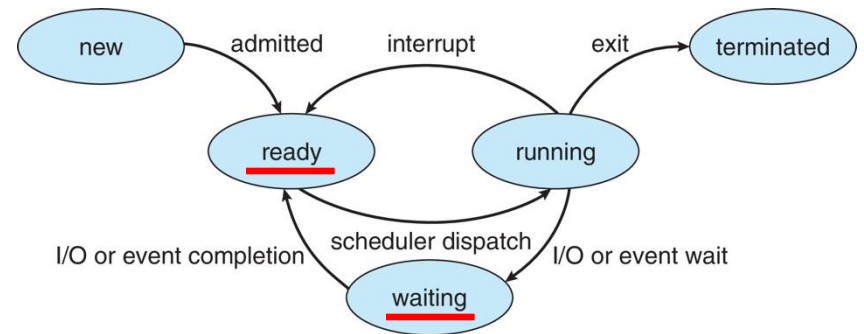 new
admitted
interrupt
exit
terminated
ready
running
I/O or event completion
scheduler dispatch
I/O or event wait
waiting